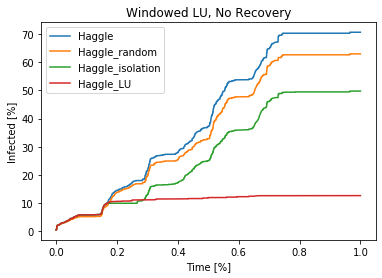 Windowed LU, No Recovery
Haggle
Haggle_random
Haggle_isolation
Haggle_LU
Infected [%]
70
60
50
40
30
20
10
0
0.0 0.2 0.4 0.6 0.8 1.0
Time [%]